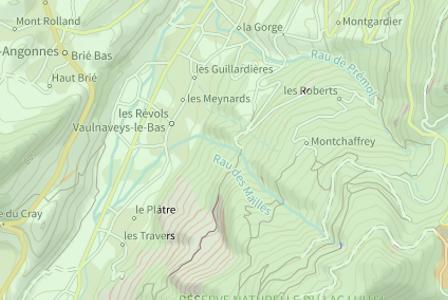 Mont Rolland
la Gorge
Montgardier
-Angonnes
Brié Bas
Rau de Prémol
les Guillardières
Haut Brié
les Roberts
les Meynards
les Révols
Vaulnaveys-le-Bas
Montchaffrey
Rau des Mailles
le Plâtre
e du Cray
les Travers